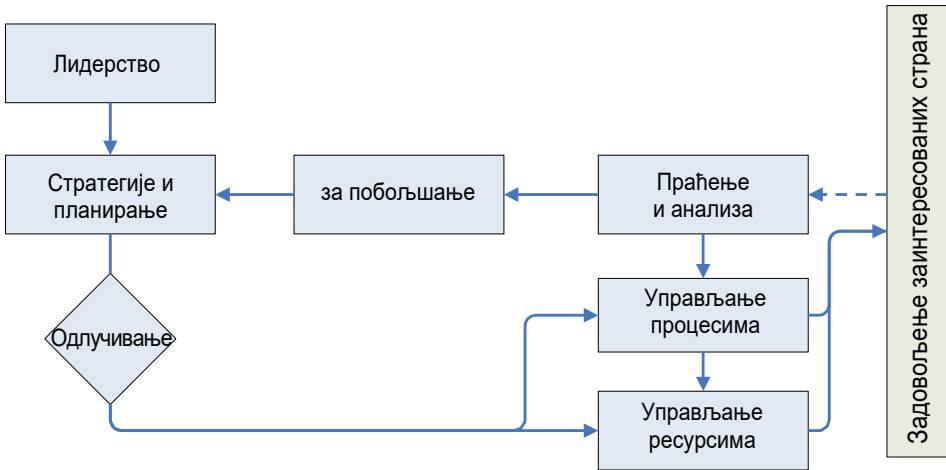 Лидерство
Стратегије и
планирање
за побољшање
Праћење
и анализа
Управљање
процесима
Одлучивање
Управљање
ресурсима
Задовољење заинтересованих страна